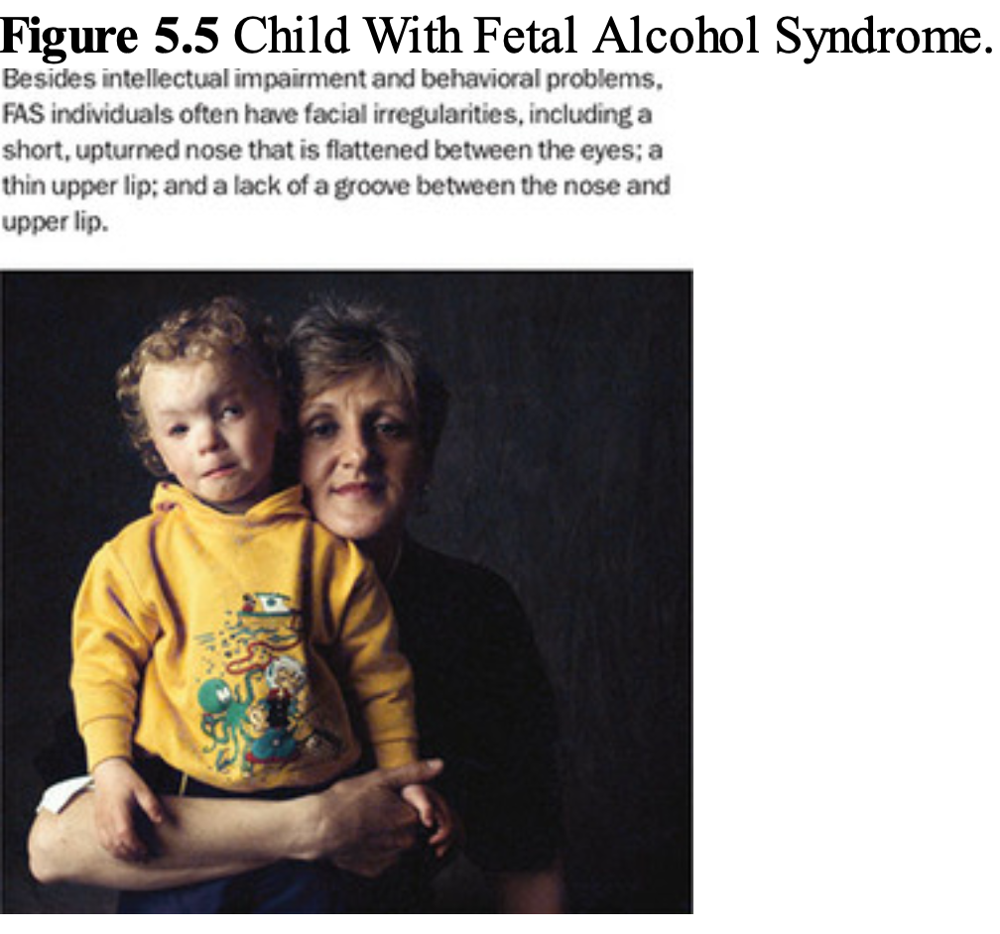 Figure 5.5 Child With Fetal Alcohol Syndrome.
Besides intellectual impairment and behavioral problems,
FAS individuals often have facial irregularities, including a
short, upturned nose that is flattened between the eyes; a
thin upper lip; and a lack of a groove between the nose and
upper lip.